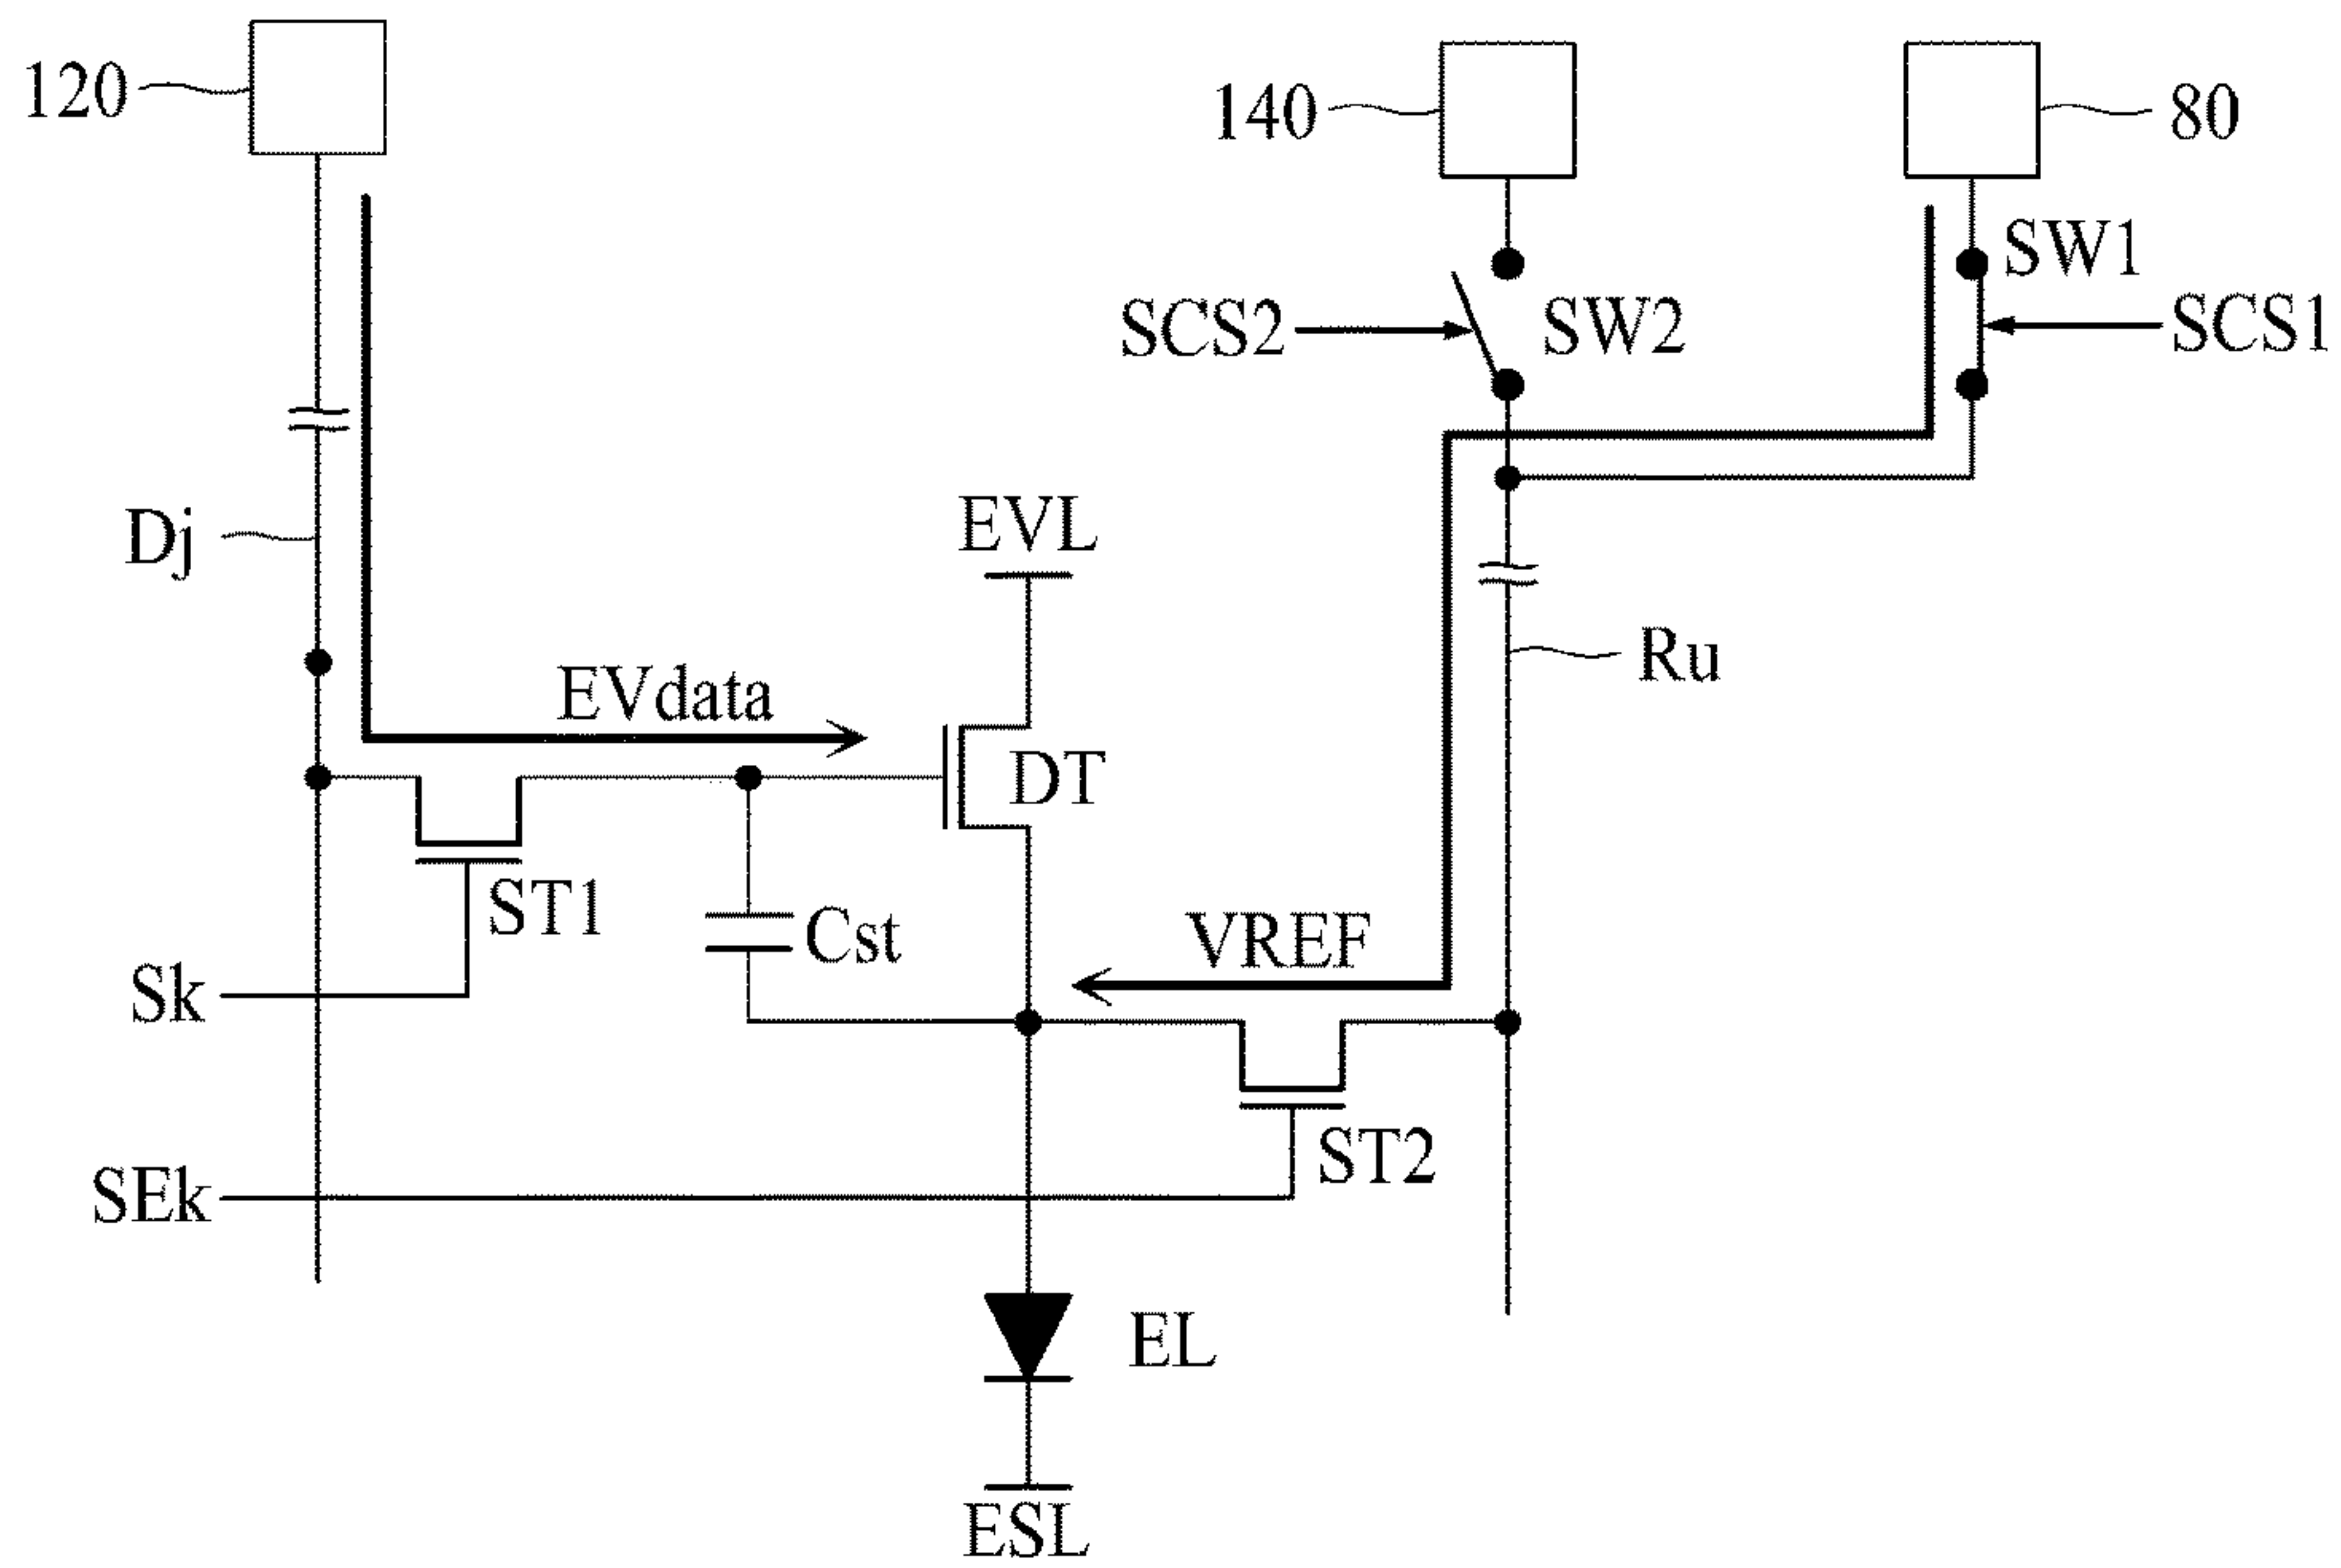 120
140
80
SW1
SCS2
SW2
SCS1
EVL
Dj
Ru
EVdata
DT
ST1
Cst
VREF
Sk
ST2
SEk
EL
ESL